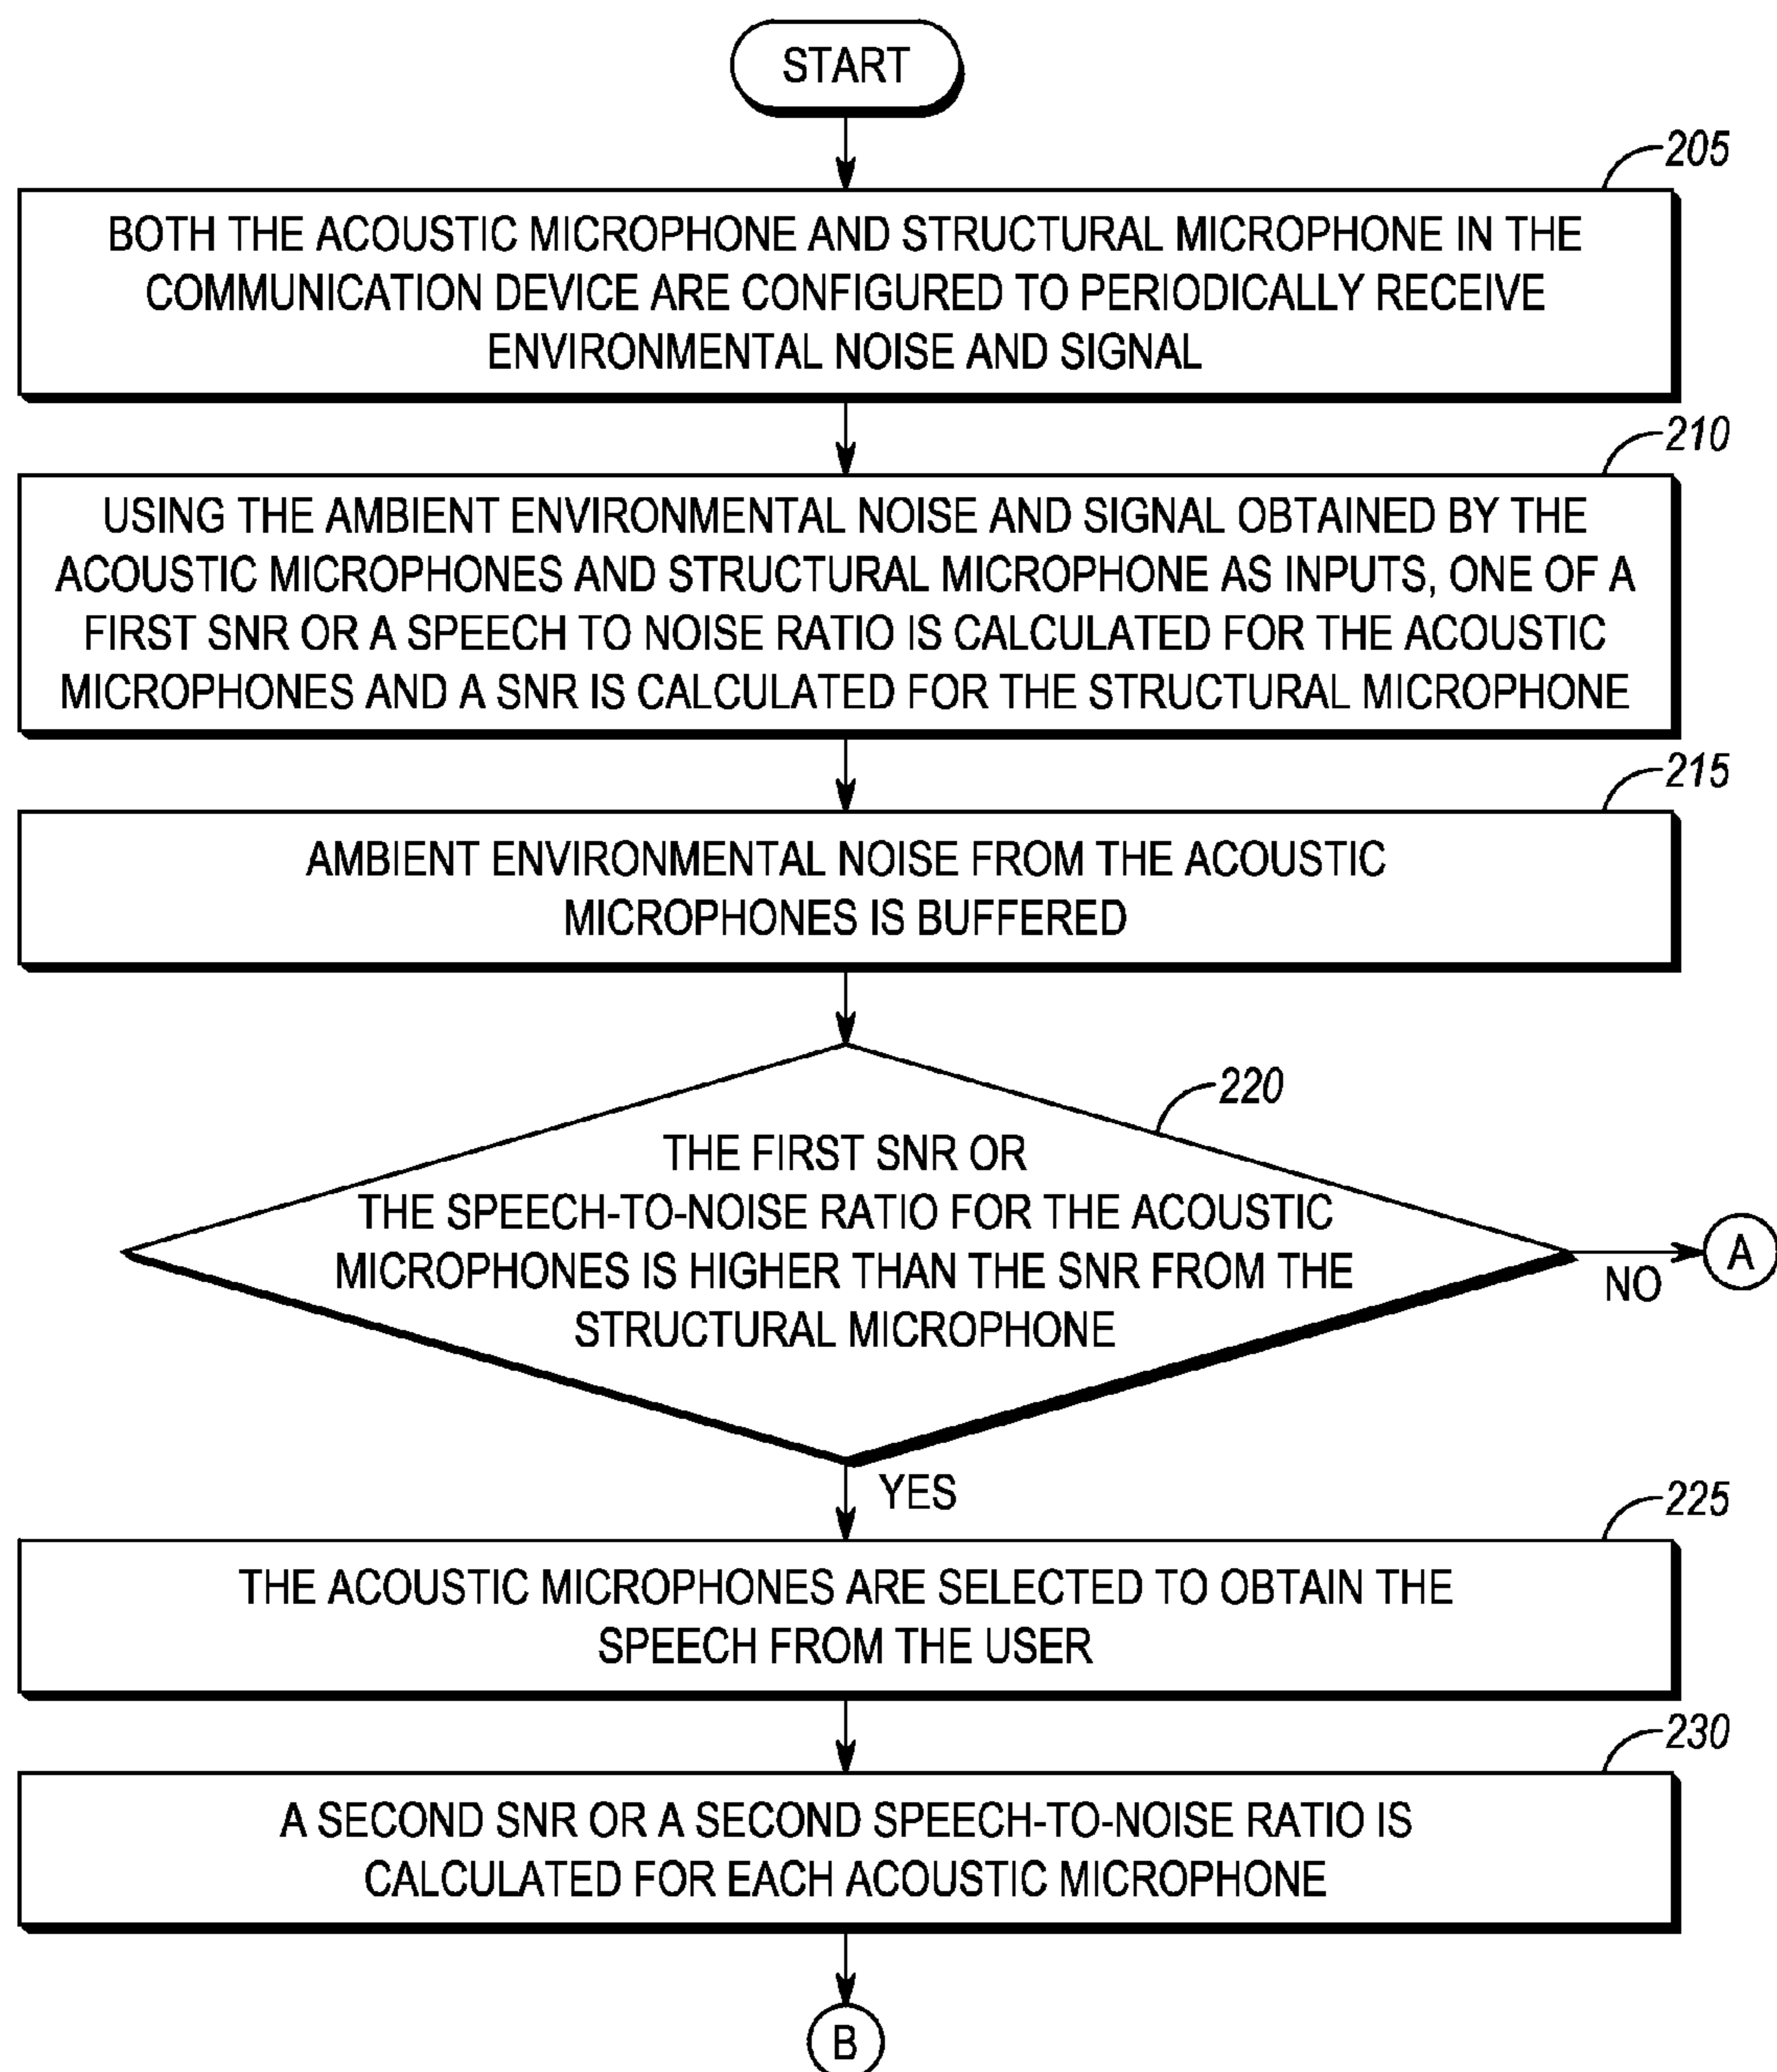 START
205
BOTH THE ACOUSTIC MICROPHONE AND STRUCTURAL MICROPHONE IN THE
COMMUNICATION DEVICE ARE CONFIGURED TO PERIODICALLY RECEIVE
ENVIRONMENTAL NOISE AND SIGNAL
210
USING THE AMBIENT ENVIRONMENTAL NOISE AND SIGNAL OBTAINED BY THE
ACOUSTIC MICROPHONES AND STRUCTURAL MICROPHONE AS INPUTS, ONE OF A
FIRST SNR OR A SPEECH TO NOISE RATIO IS CALCULATED FOR THE ACOUSTIC
MICROPHONES AND A SNR IS CALCULATED FOR THE STRUCTURAL MICROPHONE
215
AMBIENT ENVIRONMENTAL NOISE FROM THE ACOUSTIC
MICROPHONES IS BUFFERED
220
THE FIRST SNR OR
THE SPEECH-TO-NOISE RATIO FOR THE ACOUSTIC
MICROPHONES IS HIGHER THAN THE SNR FROM THE
STRUCTURAL MICROPHONE
NO
A
YES
225
THE ACOUSTIC MICROPHONES ARE SELECTED TO OBTAIN THE
SPEECH FROM THE USER
230
A SECOND SNR OR A SECOND SPEECH-TO-NOISE RATIO IS
CALCULATED FOR EACH ACOUSTIC MICROPHONE
B